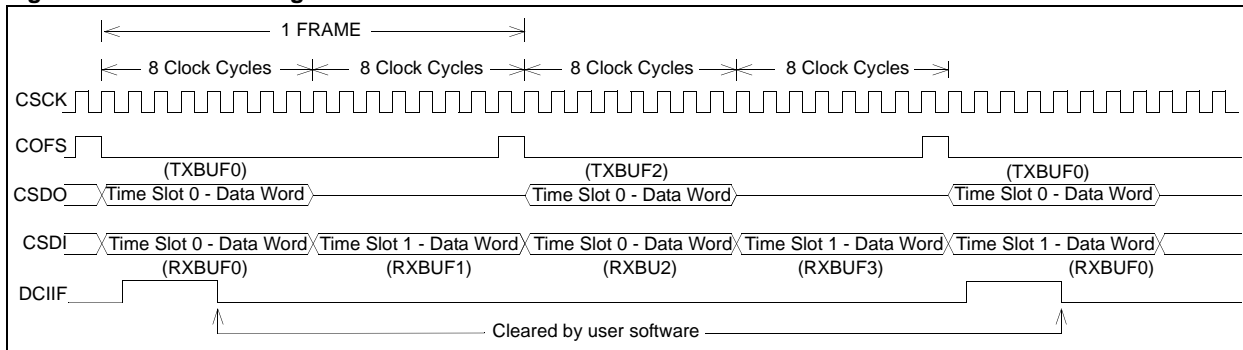 1 FRAME
8 Clock Cycles 8 Clock Cycles 8 Clock Cycles 8 Clock Cycles
CSCK
COFS
(TXBUF0) (TXBUF2) (TXBUF0)
CSDO Time Slot 0 - Data Word Time Slot 0 - Data Word Time Slot 0 - Data Word
CSDI Time Slot 0 - Data Word Time Slot 1 - Data Word Time Slot 0 - Data Word Time Slot 1 - Data Word Time Slot 1 - Data Word
(RXBUF0) (RXBUF1) (RXBU2) (RXBUF3) (RXBUF0)
DCIIF
Cleared by user software